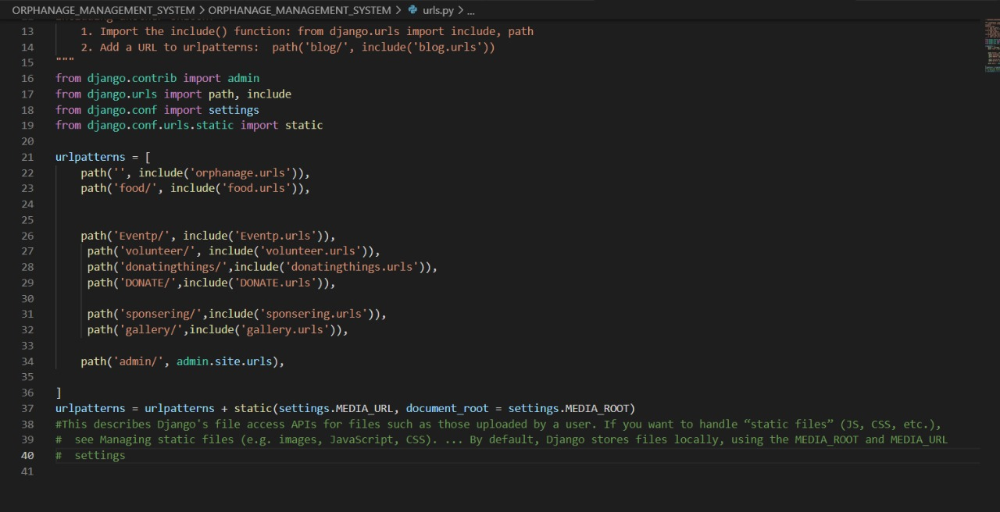 ORPHANAGE_MANAGEMENT_SYSTEM > ORPHANAGE_MANAGEMENT_SYSTEM > urls.py > ...
13     1. Import the include() function: from django.urls import include, path
14     2. Add a URL to urlpatterns:  path('blog/', include('blog.urls'))
15 """
16 from django.contrib import admin
17 from django.urls import path, include
18 from django.conf import settings
19 from django.conf.urls.static import static
20
21 urlpatterns = [
22     path('', include('orphanage.urls')),
23     path('food/', include('food.urls')),
24
25
26     path('Eventp/', include('Eventp.urls')),
27      path('volunteer/', include('volunteer.urls')),
28      path('donatingthings/',include('donatingthings.urls')),
29      path('DONATE/',include('DONATE.urls')),
30
31      path('sponsering/',include('sponsering.urls')),
32      path('gallery/',include('gallery.urls')),
33
34     path('admin/', admin.site.urls),
35
36 ]
37 urlpatterns = urlpatterns + static(settings.MEDIA_URL, document_root = settings.MEDIA_ROOT)
38 #This describes Django's file access APIs for files such as those uploaded by a user. If you want to handle “static files” (JS, CSS, etc.),
39 #  see Managing static files (e.g. images, JavaScript, CSS). ... By default, Django stores files locally, using the MEDIA_ROOT and MEDIA_URL
40 #  settings
41